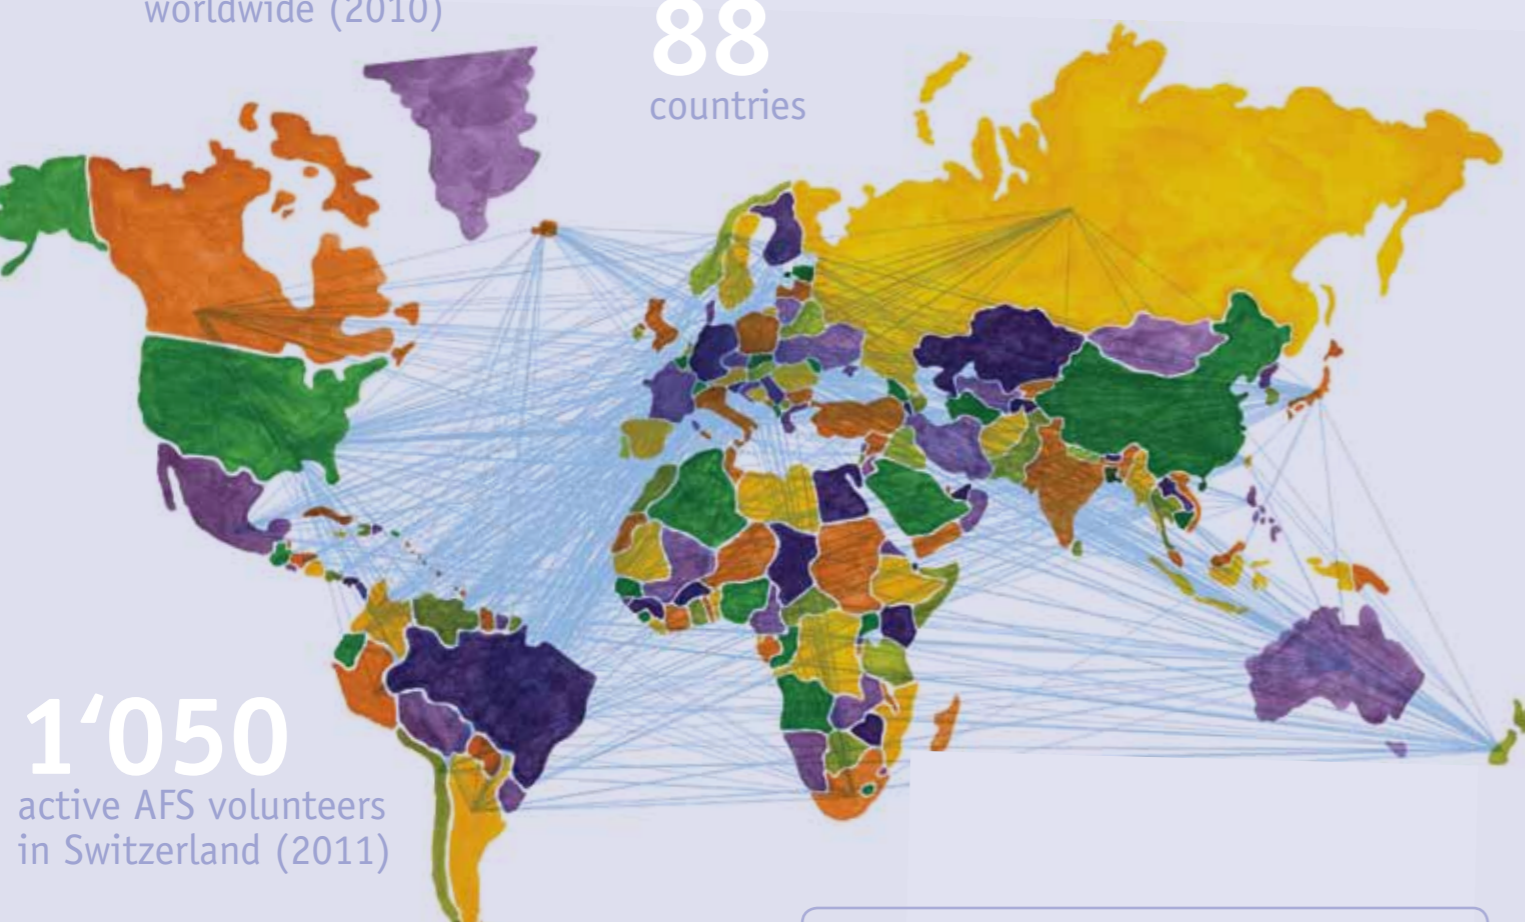 worldwide (2010)
88
countries
1‘050
active AFS volunteers
in Switzerland (2011)